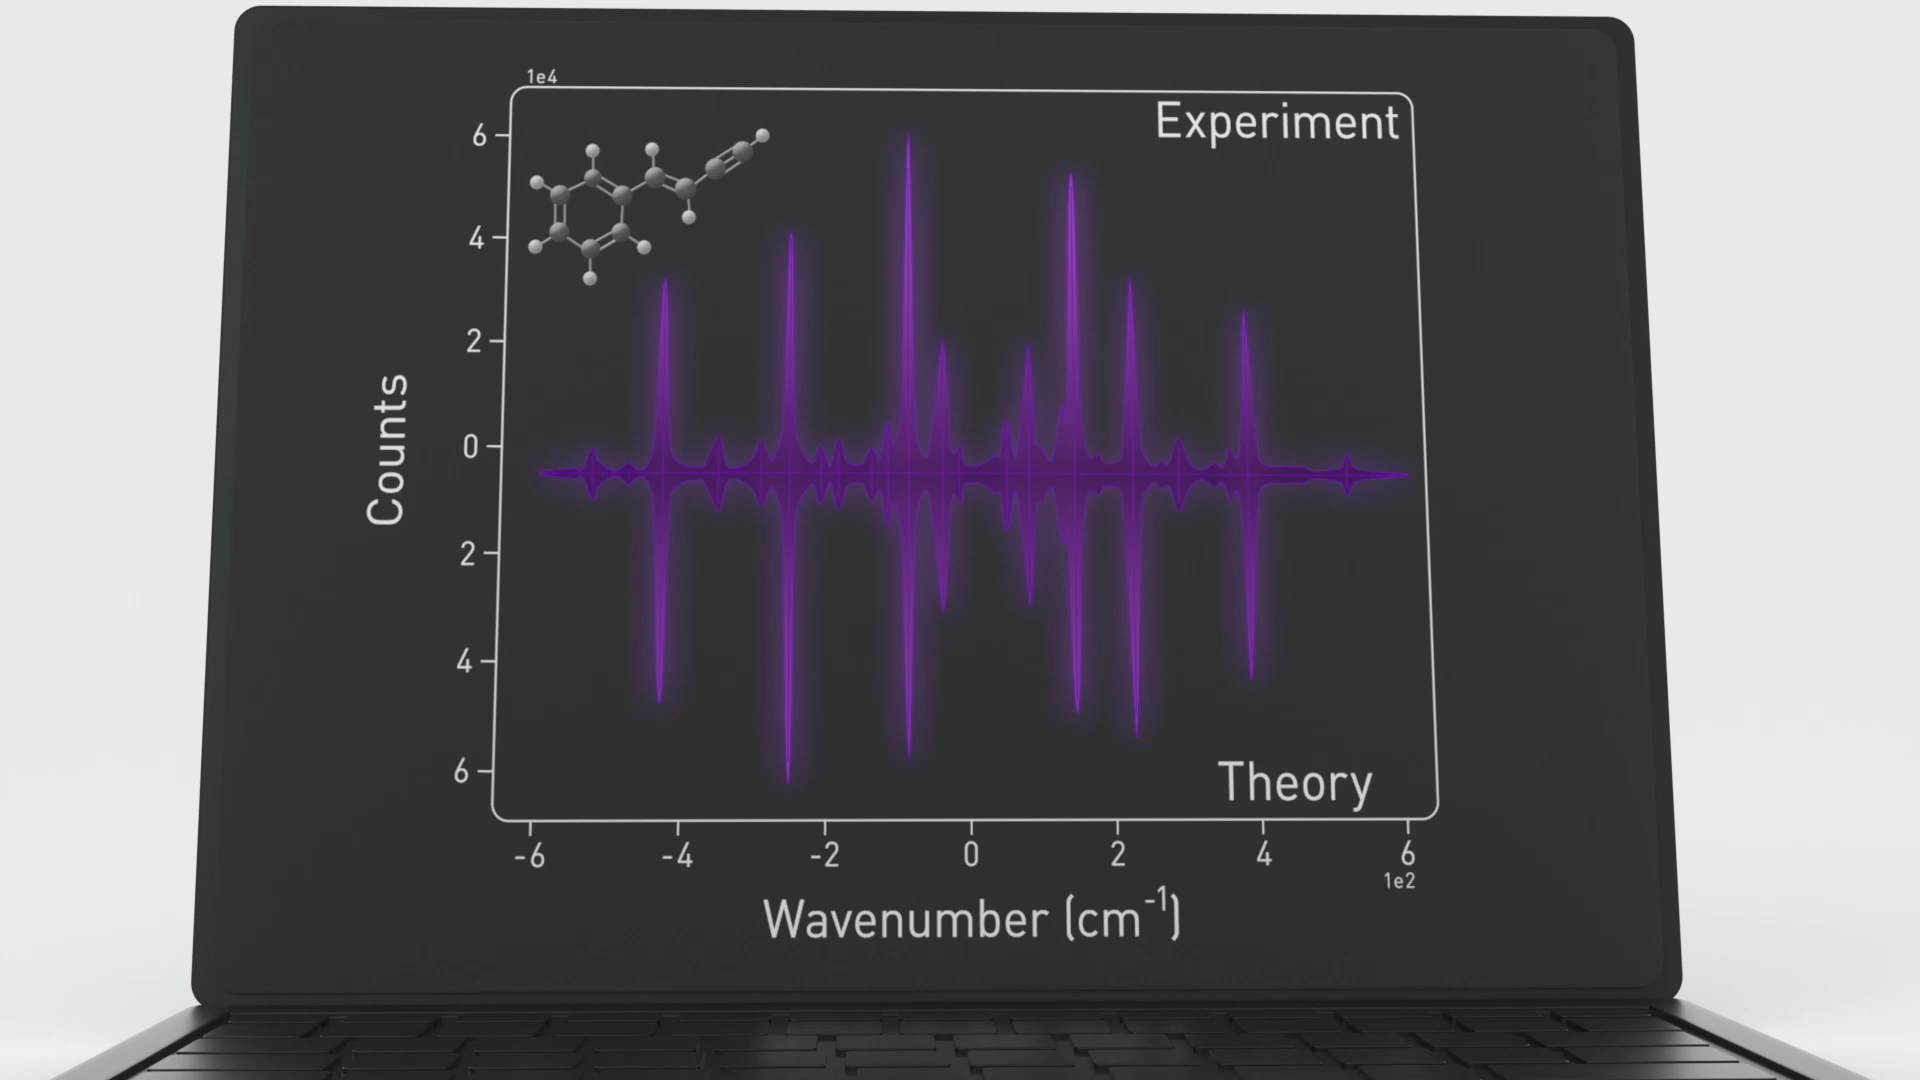 1e4
Experiment
6
4
2
0
2
4
6
Counts
Theory
-6 -4 -2 0 2 4 6
1e2
Wavenumber (cm⁻¹)